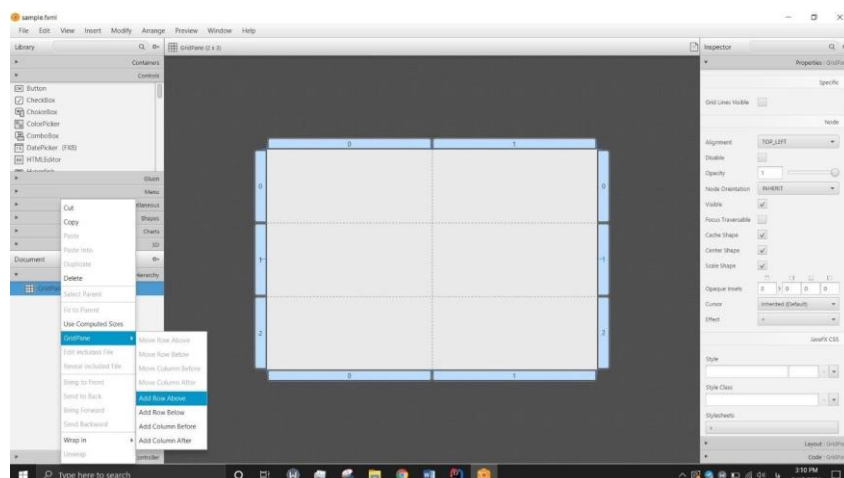 sample.fxml
File Edit View Insert Modify Arrange Preview Window Help
Library
GridPane (2 x 3)
Inspector
Containers
Controls
Button
CheckBox
ChoiceBox
ColorPicker
ComboBox
DatePicker (FX8)
HTMLEditor
Gluon
Menu
Shapes
Charts
3D
Document
Hierarchy
Controller
Cut
Copy
Paste
Paste Into
Duplicate
Delete
Select Parent
Fit to Parent
Use Computed Sizes
GridPane
Edit Included File
Reveal Included File
Bring to Front
Send to Back
Bring Forward
Send Backward
Wrap in
Unwrap
Move Row Above
Move Row Below
Move Column Before
Move Column After
Add Row Above
Add Row Below
Add Column Before
Add Column After
0 1
0 0
1 1
2 2
0 1
Properties : GridPa
Specific
Grid Lines Visible
Node
Alignment TOP_LEFT
Disable
Opacity 1
Node Orientation INHERIT
Visible
Focus Traversable
Cache Shape
Center Shape
Scale Shape
Opaque Insets 0 0 0 0
Cursor Inherited (Default)
Effect +
JavaFX CSS
Style
Style Class
Stylesheets
+
Layout : GridPa
Code : GridPa
Type here to search
3:10 PM